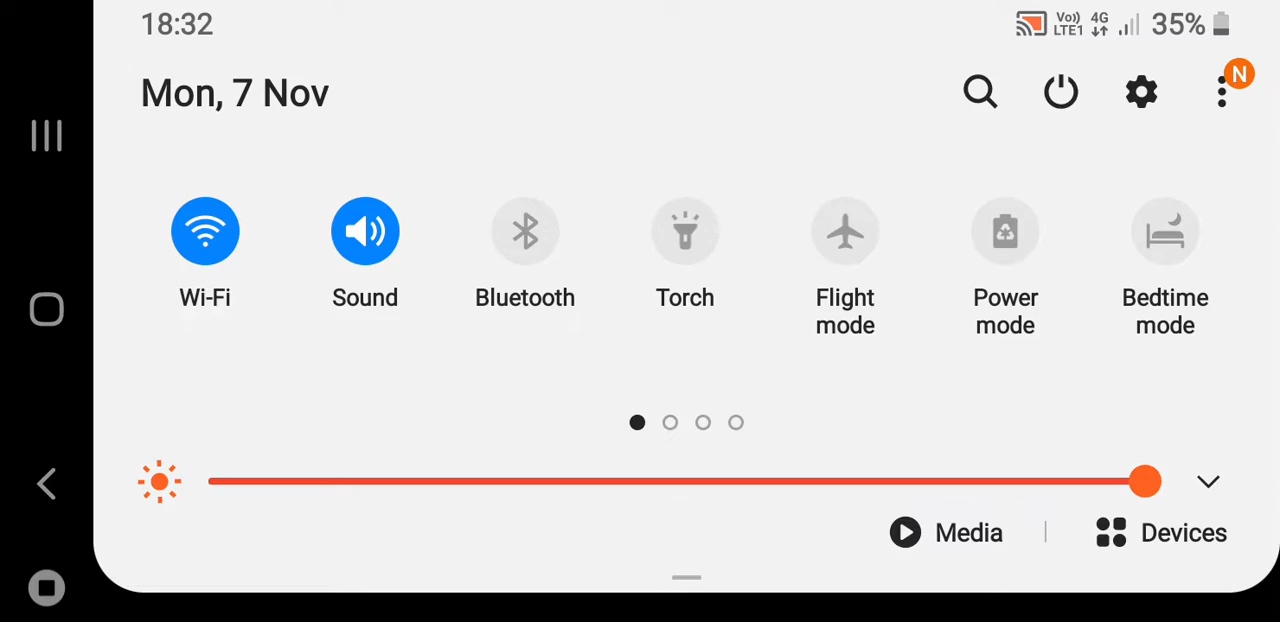 18:32
Vo)) LTE1 4G 35%
Mon, 7 Nov
N
Wi-Fi
Sound
Bluetooth
Torch
Flight mode
Power mode
Bedtime mode
Media
Devices